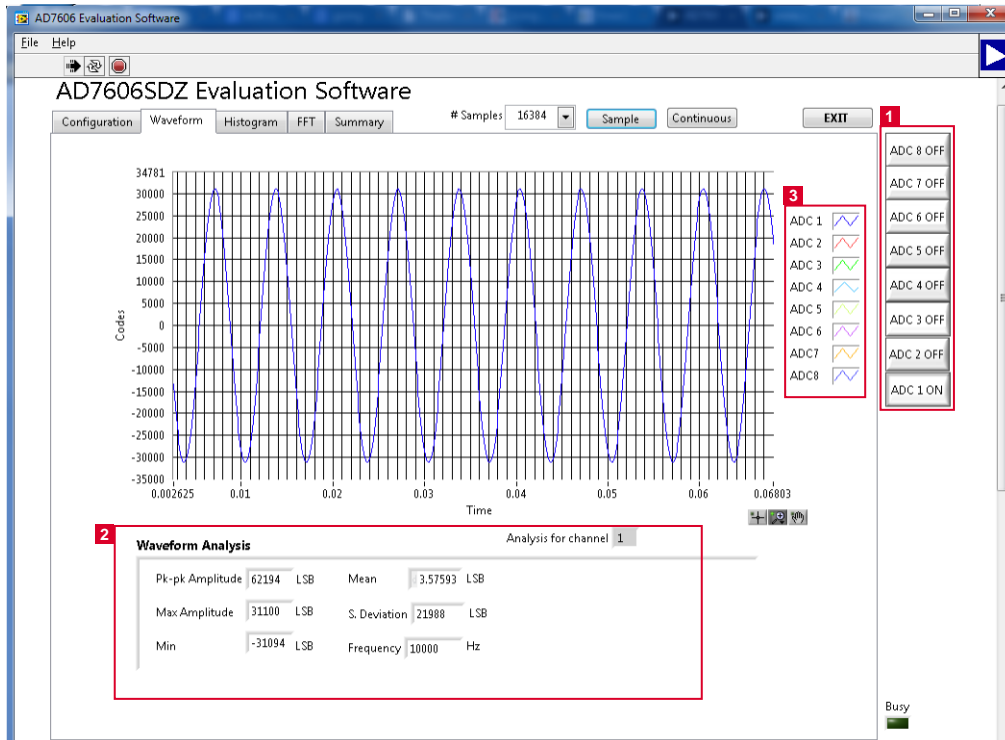 AD7606 Evaluation Software
File Help
AD7606SDZ Evaluation Software
Configuration Waveform Histogram FFT Summary
# Samples 16384 Sample Continuous EXIT
1
AD8 8 OFF
ADC 7 OFF
ADC 6 OFF
ADC 5 OFF
ADC 4 OFF
ADC 3 OFF
ADC 2 OFF
ADC 1 ON
3
ADC 1
ADC 2
ADC 3
ADC 4
ADC 5
ADC 6
ADC7
ADC8
Codes
34781
30000
25000
20000
15000
10000
5000
0
-5000
-10000
-15000
-20000
-25000
-30000
-35000
0.002625 0.01 0.02 0.03 0.04 0.05 0.06 0.06803
Time
2
Waveform Analysis
Analysis for channel 1
Pk-pk Amplitude 62194 LSB Mean 3.57593 LSB
Max Amplitude 31100 LSB S. Deviation 21988 LSB
Min -31094 LSB Frequency 10000 Hz
Busy